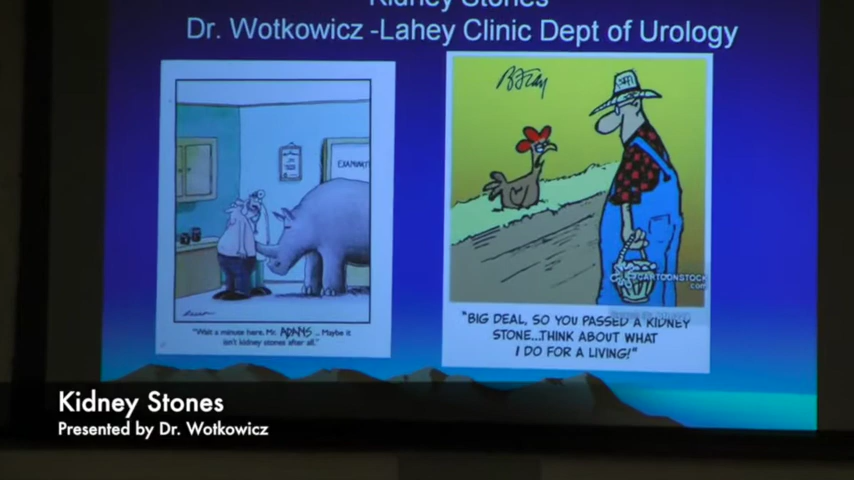 Kidney Stones
Dr. Wotkowicz -Lahey Clinic Dept of Urology
B Fray
EXAMINI
CARTOONSTOCK
.com
"Wait a minute here, Mr. ADAMS ... Maybe it
isn't kidney stones after all."
"BIG DEAL, SO YOU PASSED A KIDNEY
STONE...THINK ABOUT WHAT
I DO FOR A LIVING!"
Kidney Stones
Presented by Dr. Wotkowicz